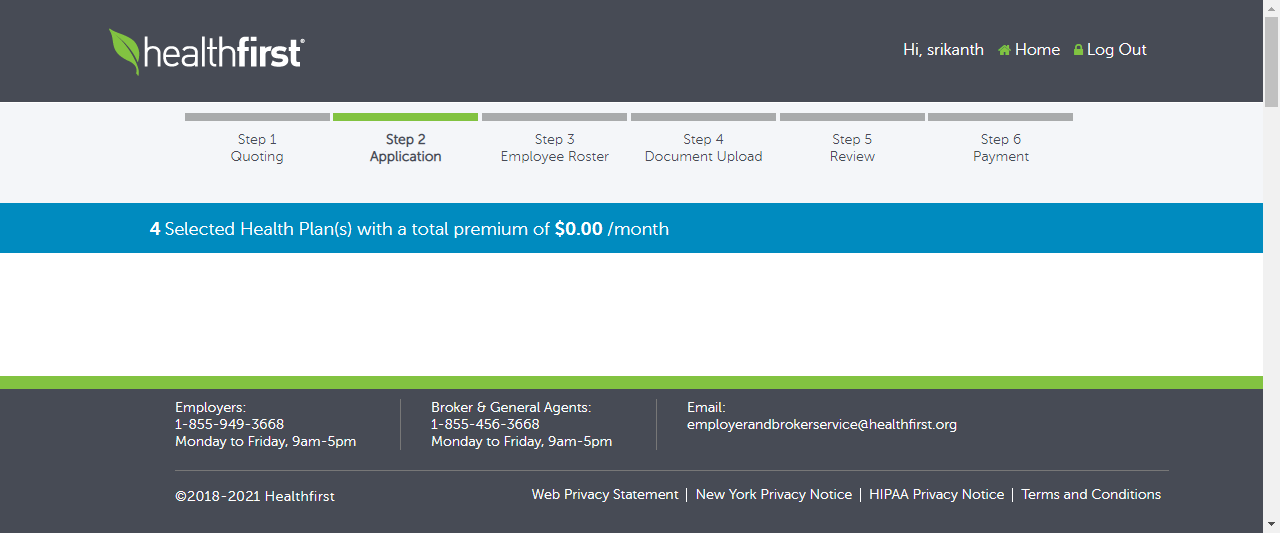 healthfirst®
Hi, srikanth Home Log Out
Step 1
Quoting
Step 2
Application
Step 3
Employee Roster
Step 4
Document Upload
Step 5
Review
Step 6
Payment
4 Selected Health Plan(s) with a total premium of $0.00 /month
Employers:
1-855-949-3668
Monday to Friday, 9am-5pm
Broker & General Agents:
1-855-456-3668
Monday to Friday, 9am-5pm
Email:
employerandbrokerservice@healthfirst.org
©2018-2021 Healthfirst
Web Privacy Statement | New York Privacy Notice | HIPAA Privacy Notice | Terms and Conditions